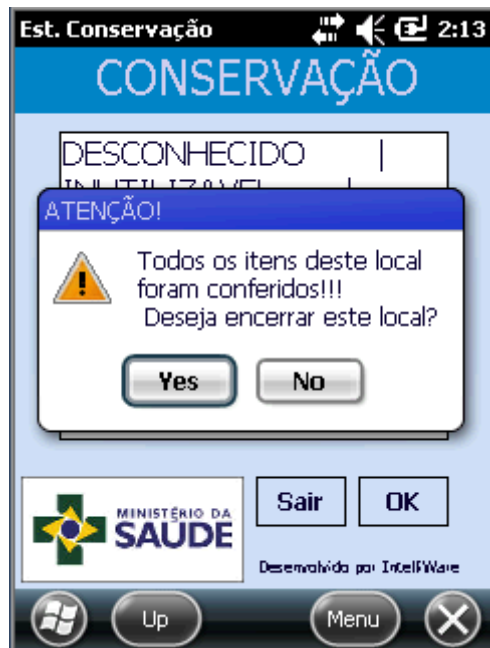 Est. Conservação 2:13
CONSERVAÇÃO
DESCONHECIDO |
INUTILIZAVEL |
ATENÇÃO!
Todos os itens deste local
foram conferidos!!!
Deseja encerrar este local?
Yes No
MINISTÉRIO DA
SAÚDE
Sair OK
Desenvolvido por IntelliWare
Up Menu